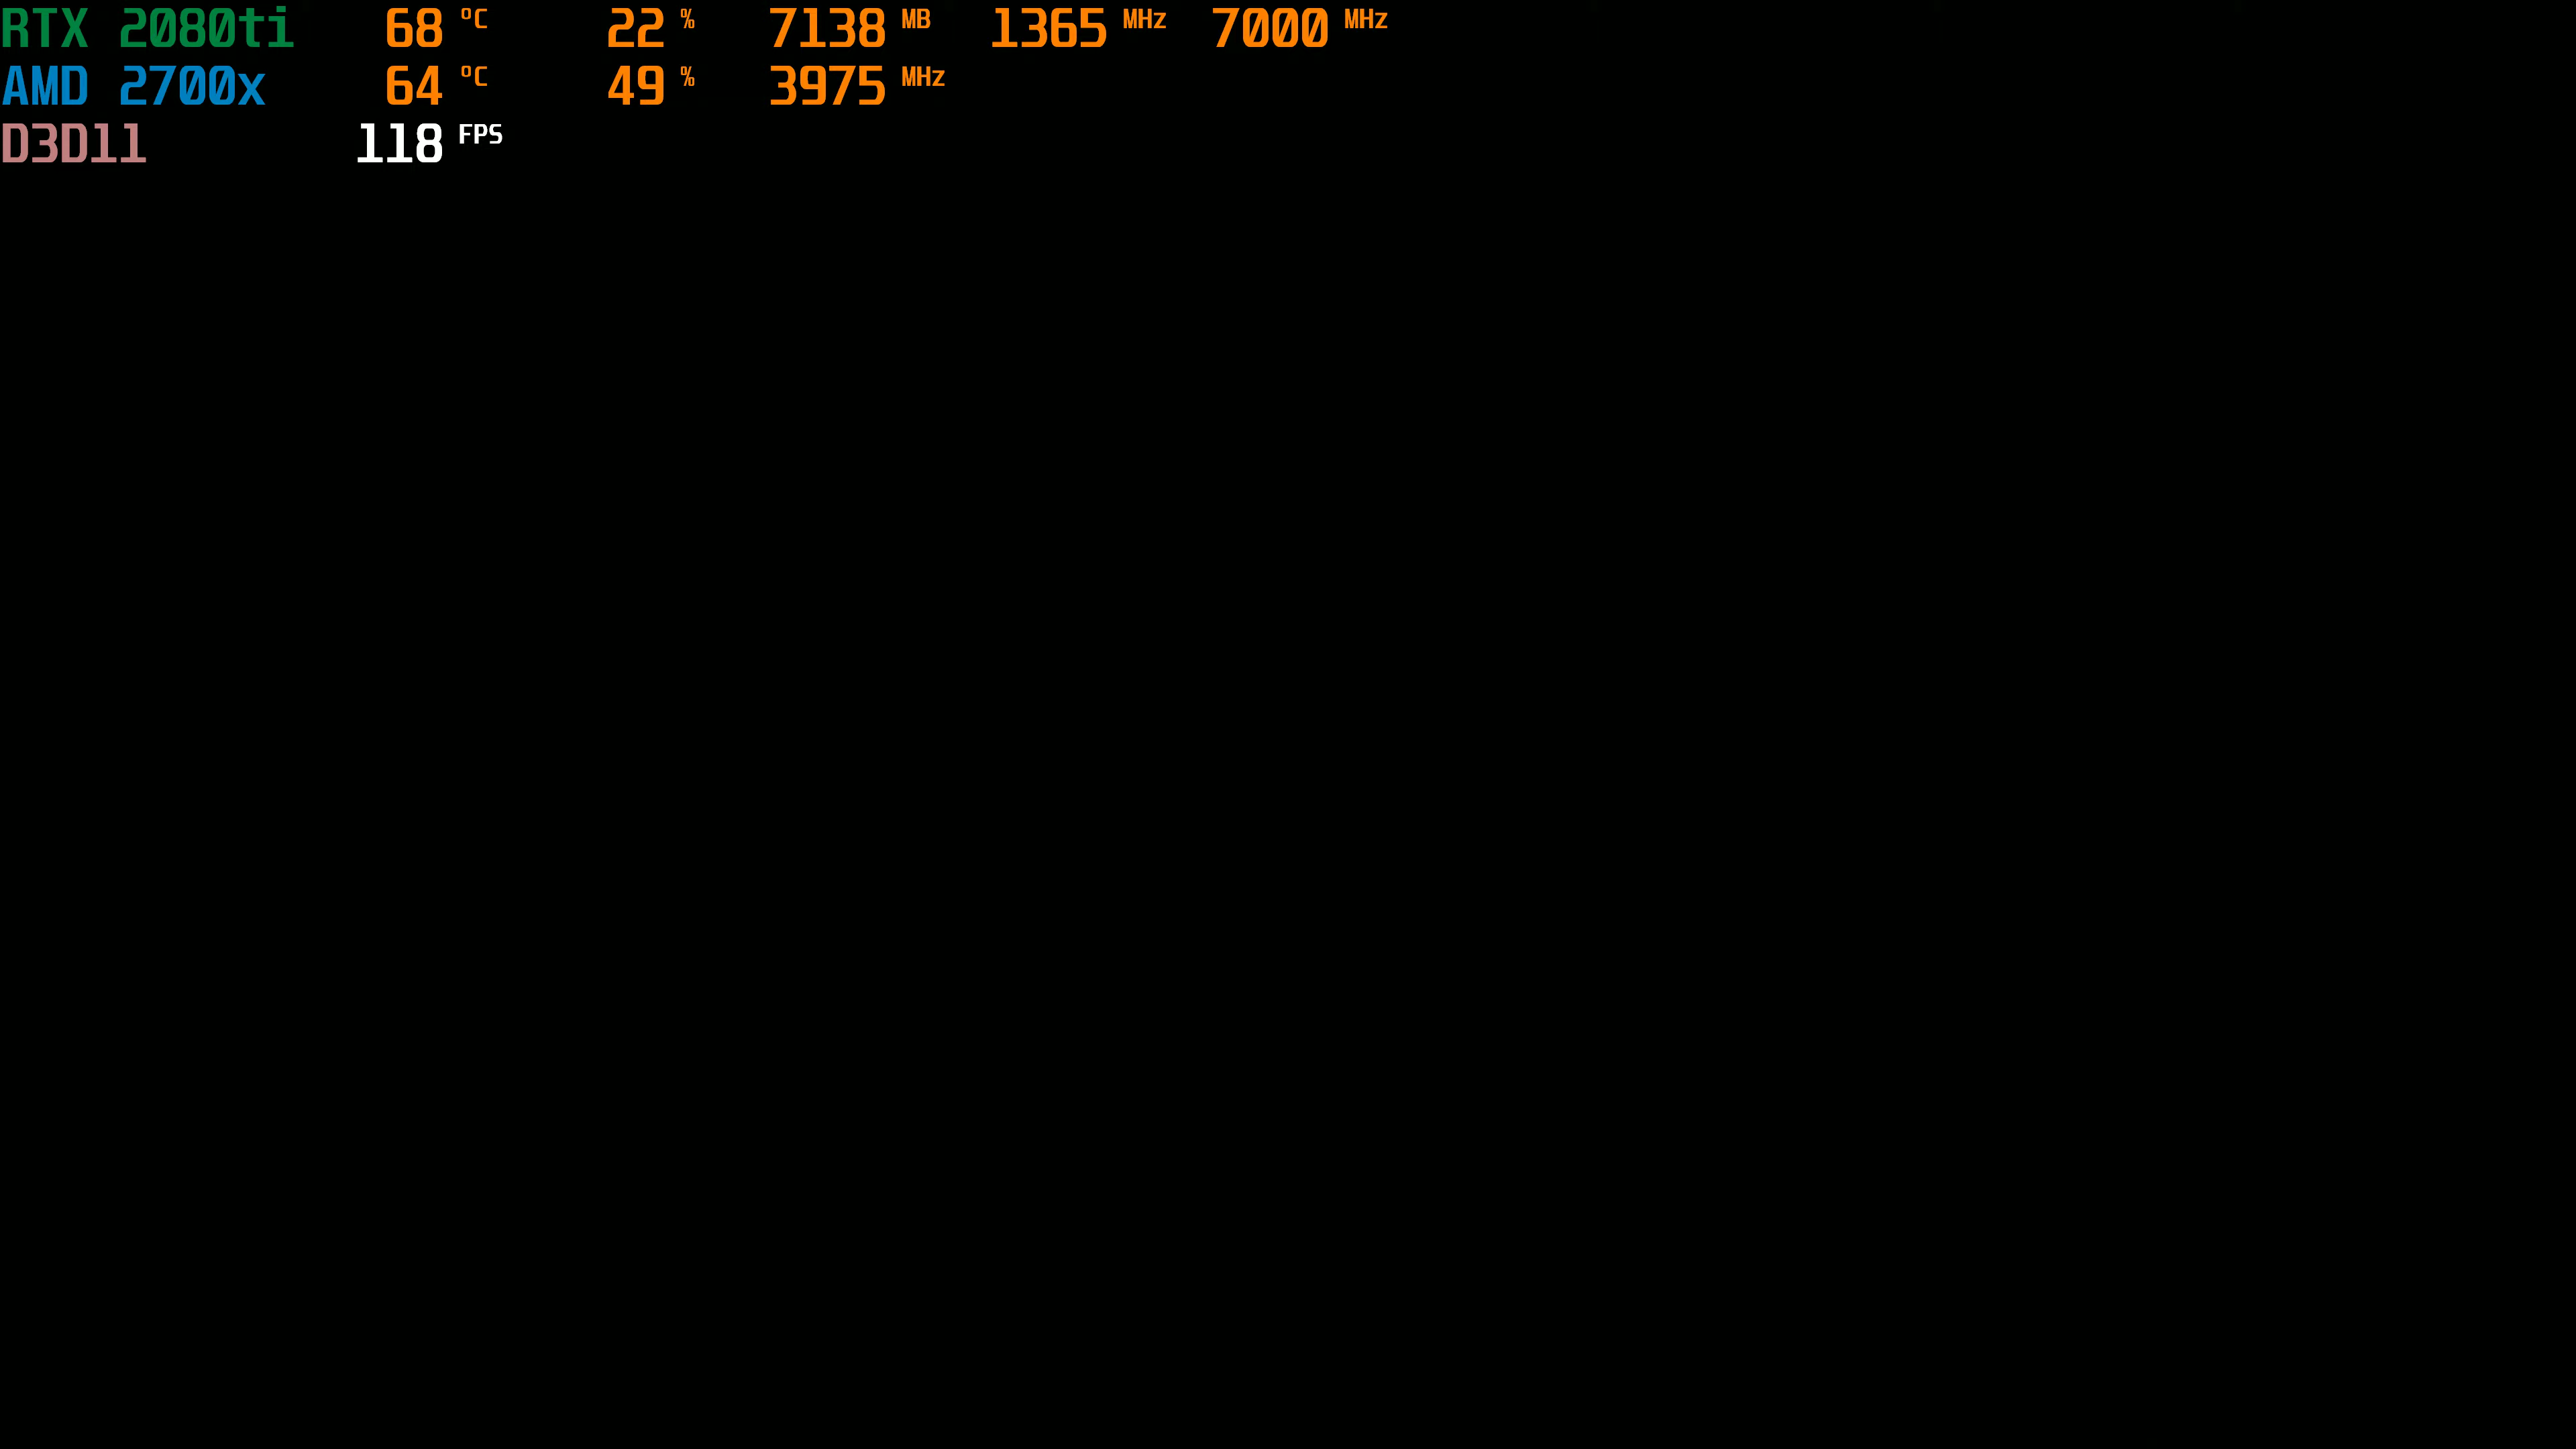 RTX 2080ti 68 °C 22 % 7138 MB 1365 MHz 7000 MHz
AMD 2700x 64 °C 49 % 3975 MHz
D3D11 118 FPS